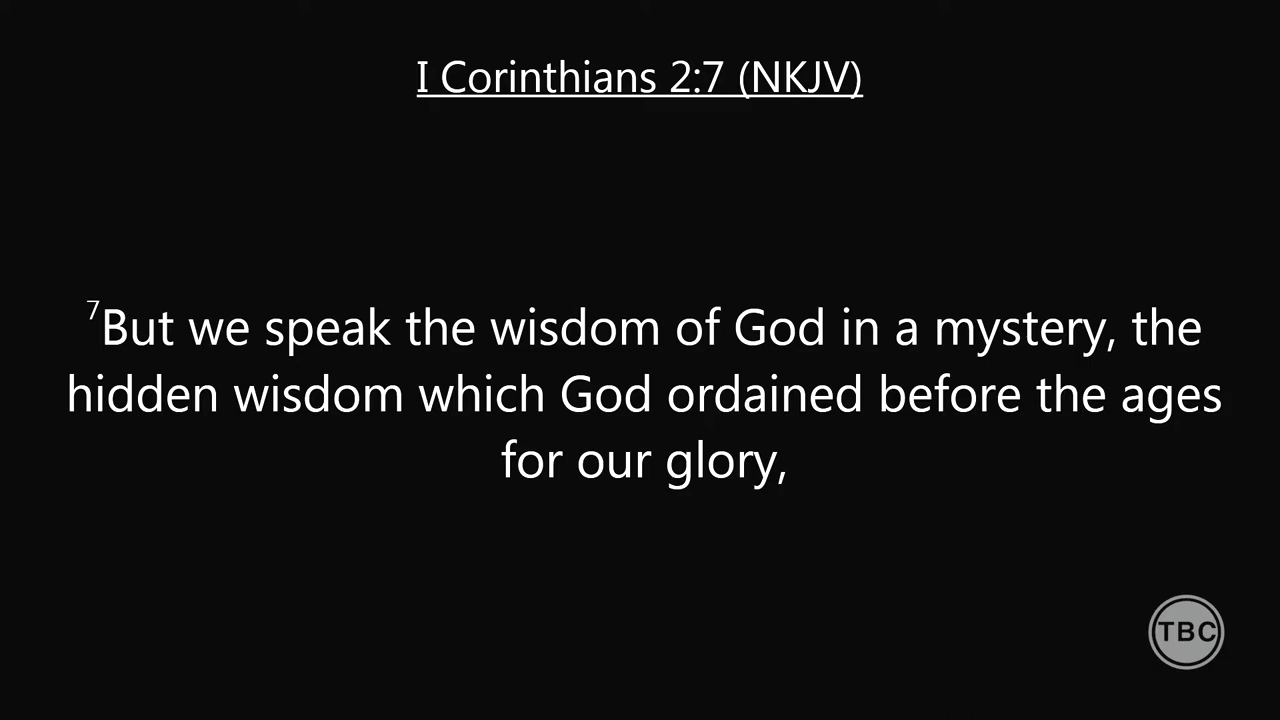 I Corinthians 2:7 (NKJV)
7But we speak the wisdom of God in a mystery, the
hidden wisdom which God ordained before the ages
for our glory,
TBC